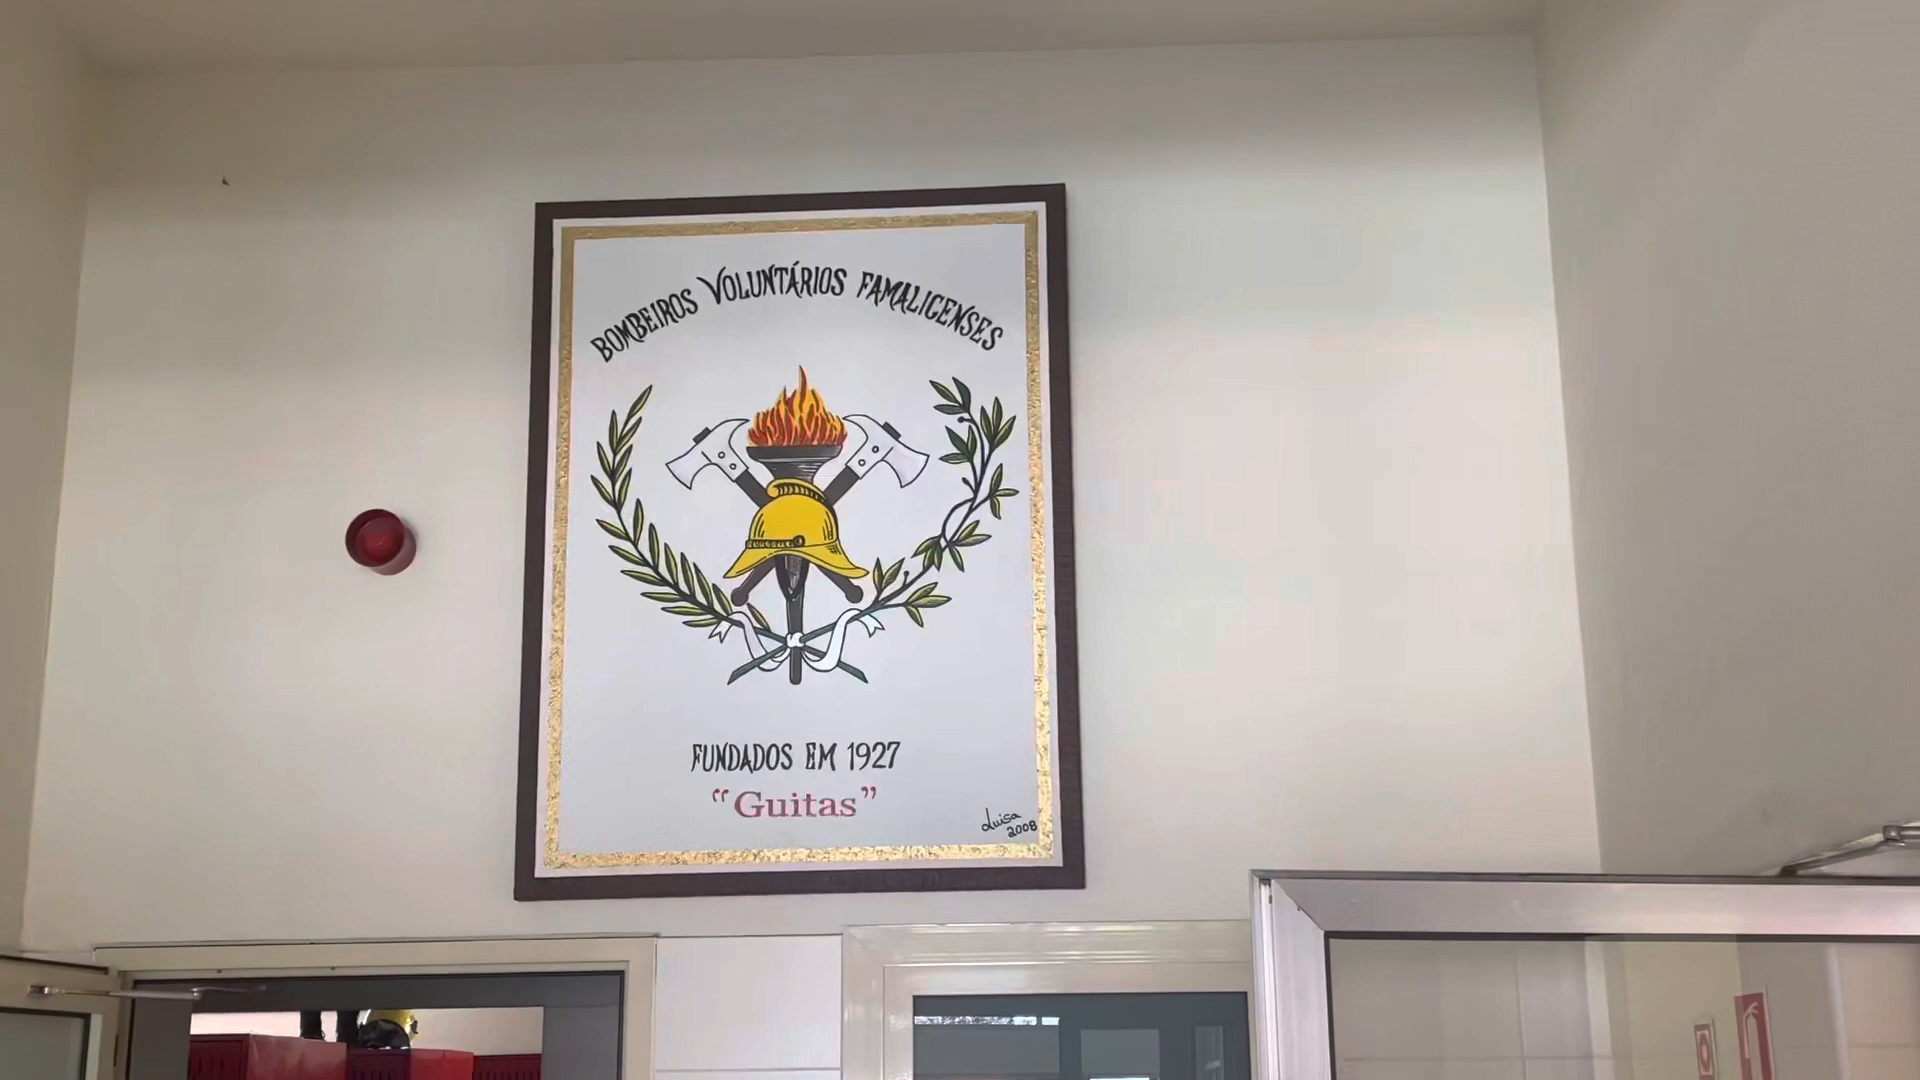 BOMBEIROS VOLUNTÁRIOS FAMALICENSES
FUNDADOS EM 1927
“Guitas”
Luisa
2008